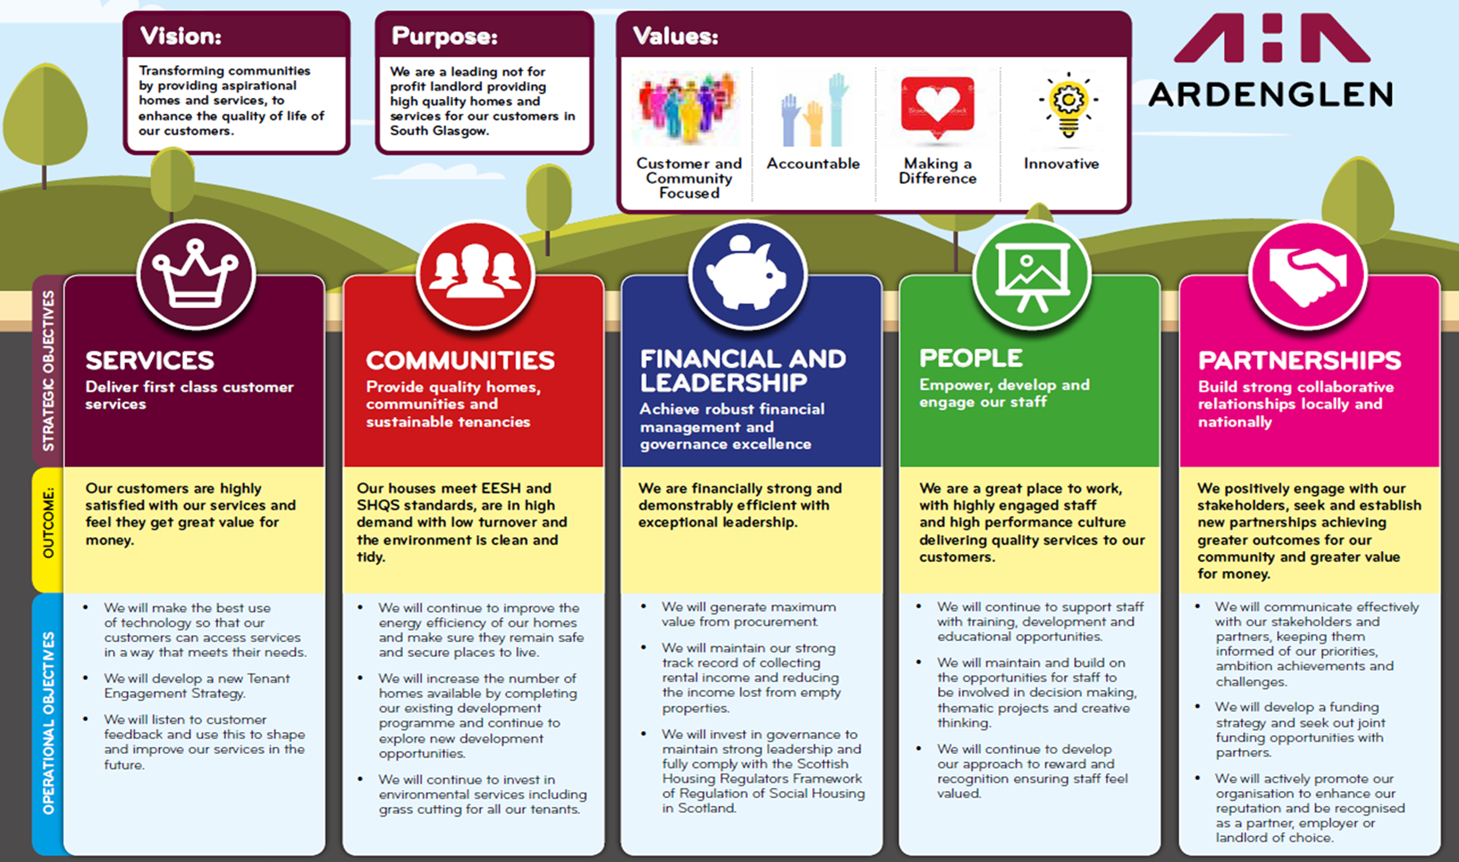 Vision:
Transforming communities
by providing aspirational
homes and services, to
enhance the quality of life of
our customers.
Purpose:
We are a leading not for
profit landlord providing
high quality homes and
services for our customers in
South Glasgow.
Values:
Customer and
Community
Focused
Accountable
Making a
Difference
Innovative
ARDENGLEN
STRATEGIC OBJECTIVES
SERVICES
Deliver first class customer
services
COMMUNITIES
Provide quality homes,
communities and
sustainable tenancies
FINANCIAL AND
LEADERSHIP
Achieve robust financial
management and
governance excellence
PEOPLE
Empower, develop and
engage our staff
PARTNERSHIPS
Build strong collaborative
relationships locally and
nationally
OUTCOME:
Our customers are highly
satisfied with our services and
feel they get great value for
money.
Our houses meet EESH and
SHQS standards, are in high
demand with low turnover and
the environment is clean and
tidy.
We are financially strong and
demonstrably efficient with
exceptional leadership.
We are a great place to work,
with highly engaged staff
and high performance culture
delivering quality services to our
customers.
We positively engage with our
stakeholders, seek and establish
new partnerships achieving
greater outcomes for our
community and greater value
for money.
OPERATIONAL OBJECTIVES
• We will make the best use
of technology so that our
customers can access services
in a way that meets their needs.
• We will develop a new Tenant
Engagement Strategy.
• We will listen to customer
feedback and use this to shape
and improve our services in the
future.
• We will continue to improve the
energy efficiency of our homes
and make sure they remain safe
and secure places to live.
• We will increase the number of
homes available by completing
our existing development
programme and continue to
explore new development
opportunities.
• We will continue to invest in
environmental services including
grass cutting for all our tenants.
• We will generate maximum
value from procurement.
• We will maintain our strong
track record of collecting
rental income and reducing
the income lost from empty
properties.
• We will invest in governance to
maintain strong leadership and
fully comply with the Scottish
Housing Regulators Framework
of Regulation of Social Housing
in Scotland.
• We will continue to support staff
with training, development and
educational opportunities.
• We will maintain and build on
the opportunities for staff to
be involved in decision making,
thematic projects and creative
thinking.
• We will continue to develop
our approach to reward and
recognition ensuring staff feel
valued.
• We will communicate effectively
with our stakeholders and
partners, keeping them
informed of our priorities,
ambition achievements and
challenges.
• We will develop a funding
strategy and seek out joint
funding opportunities with
partners.
• We will actively promote our
organisation to enhance our
reputation and be recognised
as a partner, employer or
landlord of choice.